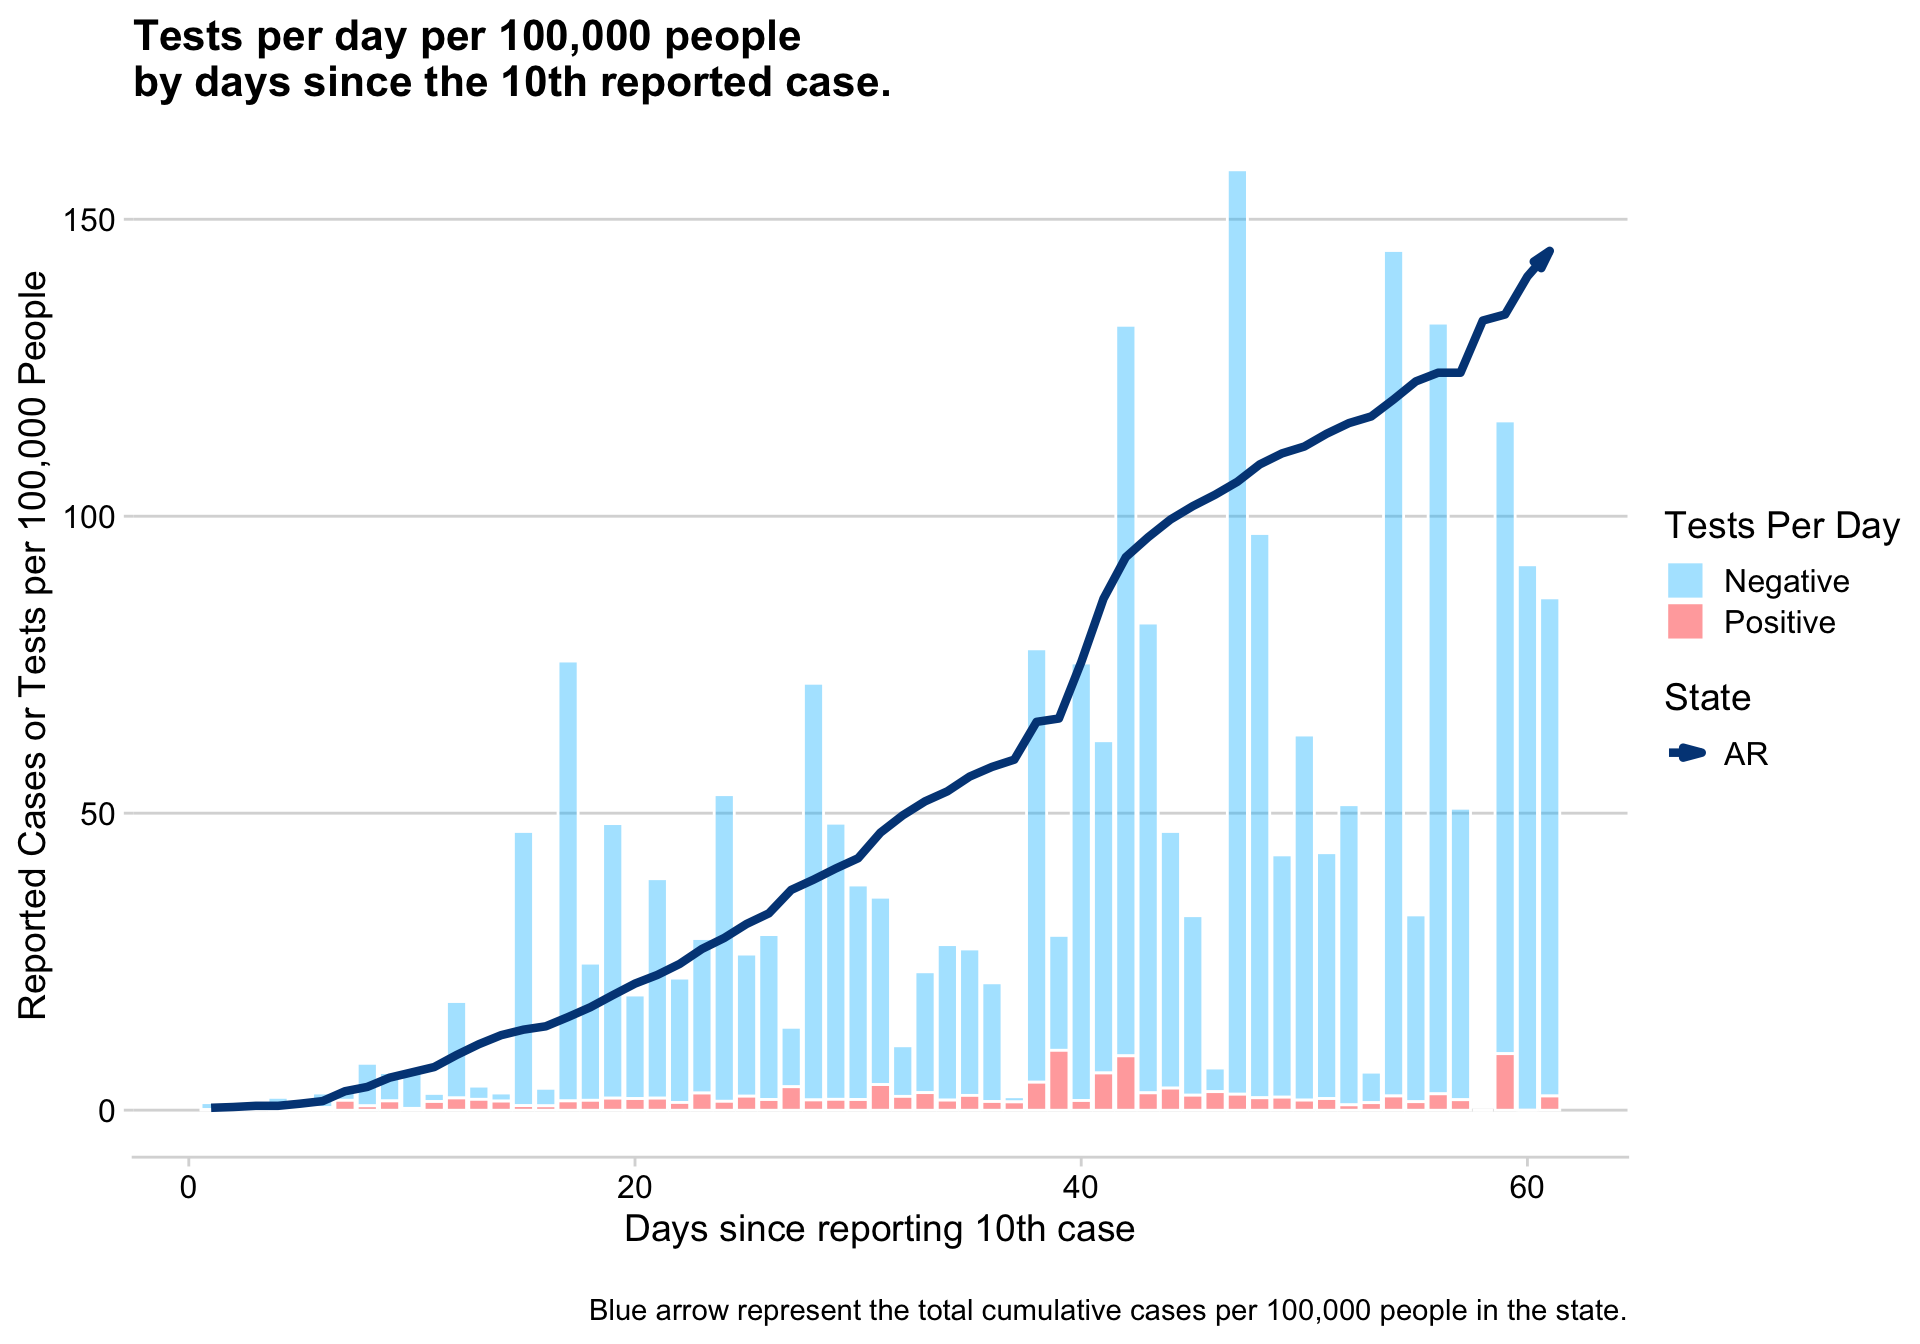 Tests per day per 100,000 people
by days since the 10th reported case.
Reported Cases or Tests per 100,000 People
150
100
50
0
0
20
40
60
Days since reporting 10th case
Tests Per Day
Negative
Positive
State
AR
Blue arrow represent the total cumulative cases per 100,000 people in the state.